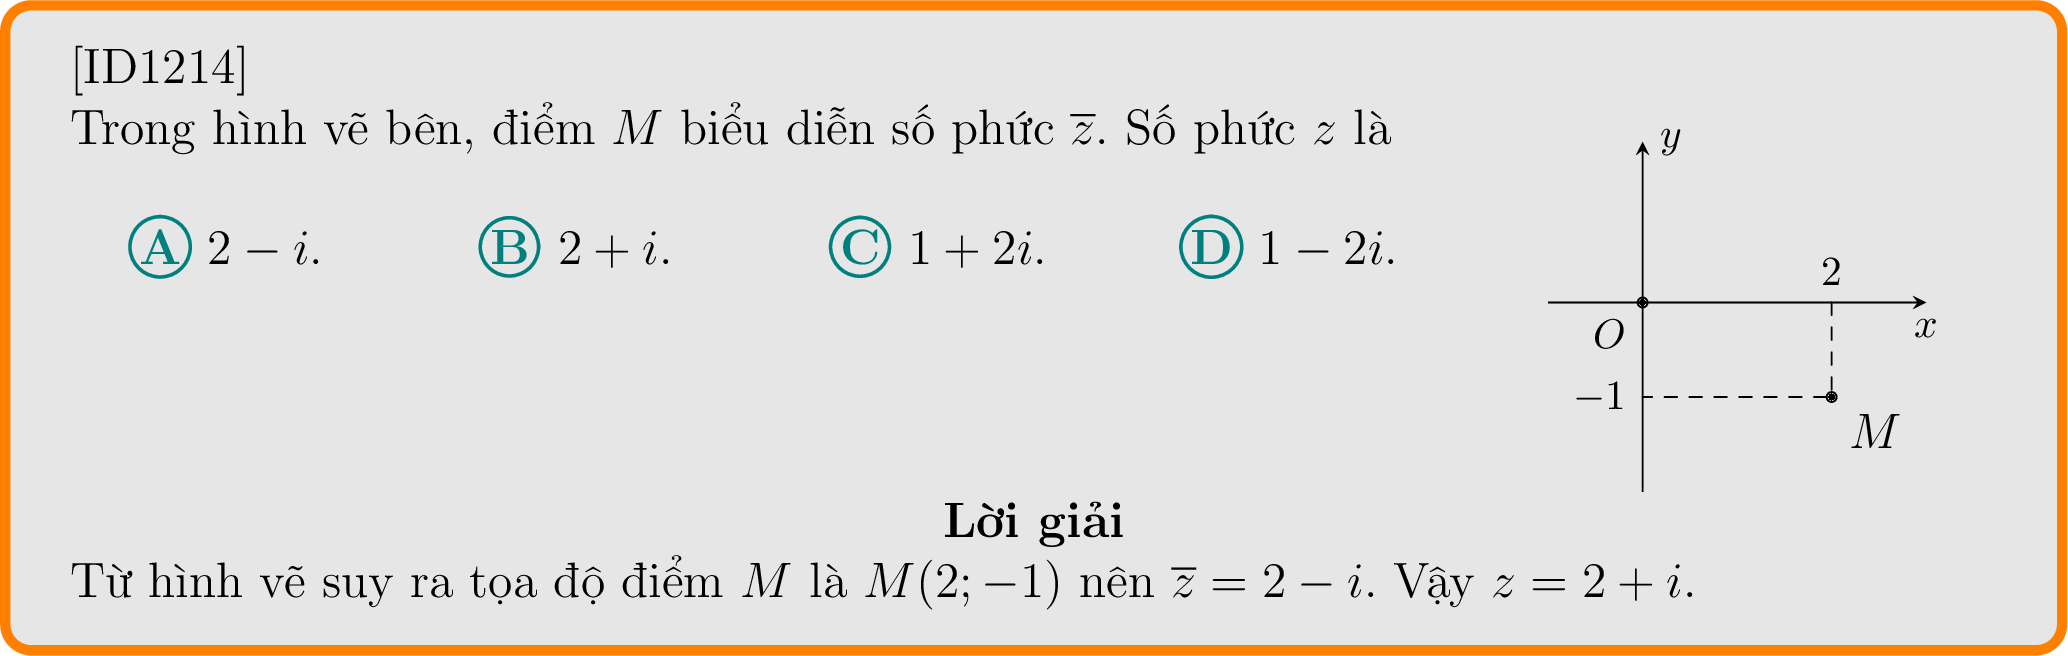 [ID1214]
Trong hình vẽ bên, điểm M biểu diễn số phức z̅. Số phức z là
A 2 − i. B 2 + i. C 1 + 2i. D 1 − 2i.
y
2
O
x
−1
M
Lời giải
Từ hình vẽ suy ra tọa độ điểm M là M(2; −1) nên z̅ = 2 − i. Vậy z = 2 + i.